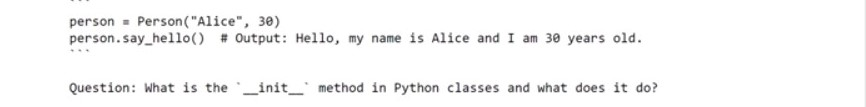 ```
person = Person("Alice", 30)
person.say_hello()  # Output: Hello, my name is Alice and I am 30 years old.
```
Question: What is the `__init__` method in Python classes and what does it do?